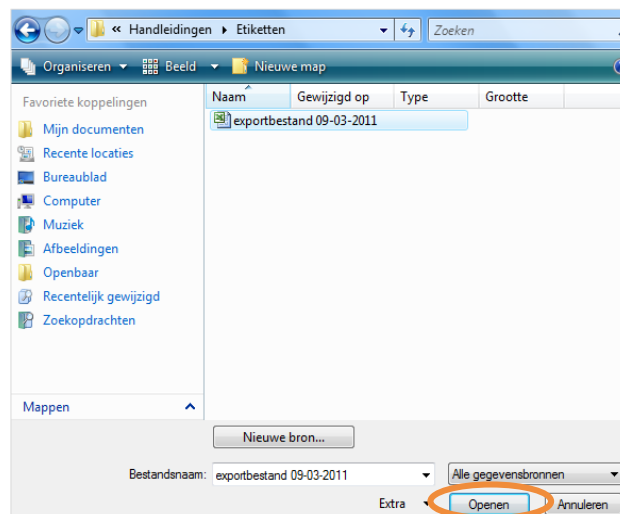 « Handleidingen ▸ Etiketten Zoeken
Organiseren Beeld Nieuwe map
Favoriete koppelingen
Mijn documenten
Recente locaties
Bureaublad
Computer
Muziek
Afbeeldingen
Openbaar
Recentelijk gewijzigd
Zoekopdrachten
Mappen
Naam Gewijzigd op Type Grootte
exportbestand 09-03-2011
Nieuwe bron...
Bestandsnaam: exportbestand 09-03-2011 Alle gegevensbronnen
Extra Openen Annuleren